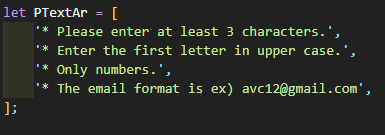 let PTextAr = [
'* Please enter at least 3 characters.',
'* Enter the first letter in upper case.',
'* Only numbers.',
'* The email format is ex) avc12@gmail.com',
];